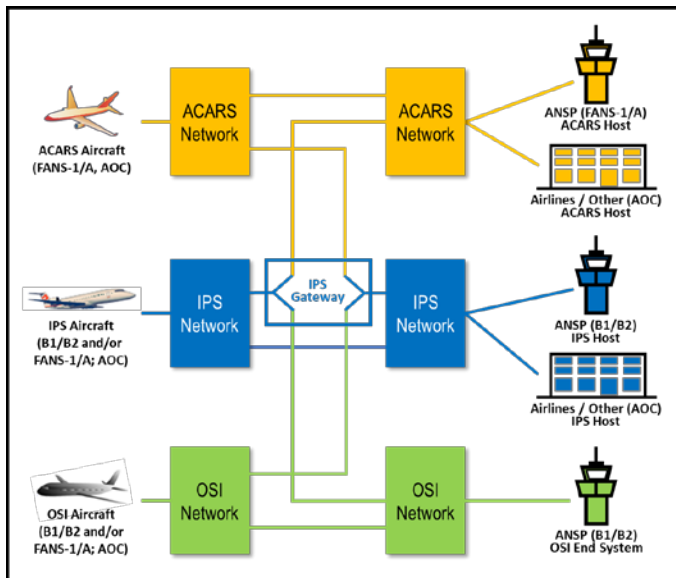 ACARS
Network
ACARS
Network
ANSP (FANS-1/A)
ACARS Host
ACARS Aircraft
(FANS-1/A, AOC)
Airlines / Other (AOC)
ACARS Host
IPS
Gateway
IPS
Network
IPS
Network
IPS Aircraft
(B1/B2 and/or
FANS-1/A; AOC)
ANSP (B1/B2)
IPS Host
Airlines / Other (AOC)
IPS Host
OSI
Network
OSI
Network
OSI Aircraft
(B1/B2 and/or
FANS-1/A; AOC)
ANSP (B1/B2)
OSI End System